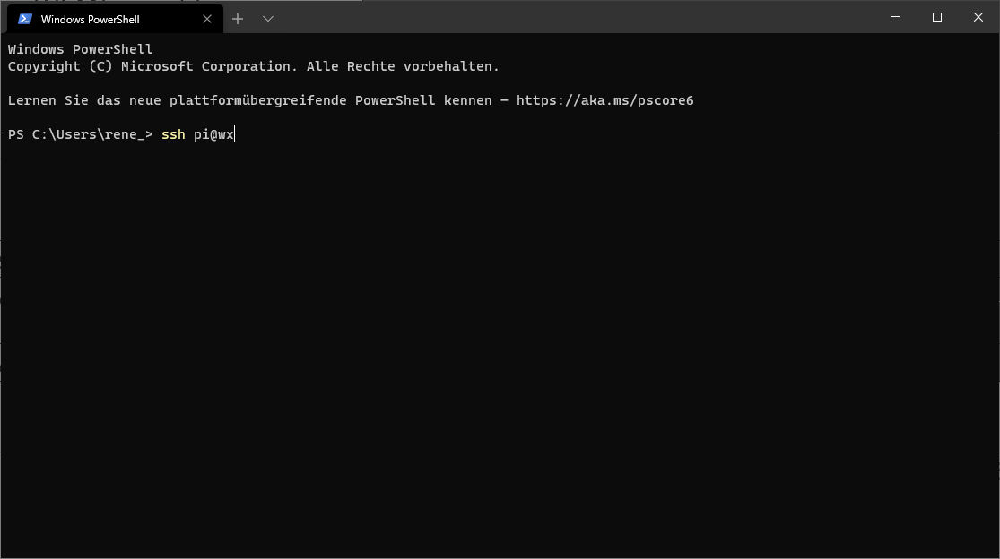 Windows PowerShell
Windows PowerShell
Copyright (C) Microsoft Corporation. Alle Rechte vorbehalten.
Lernen Sie das neue plattformübergreifende PowerShell kennen – https://aka.ms/pscore6
PS C:\Users\rene_> ssh pi@wx